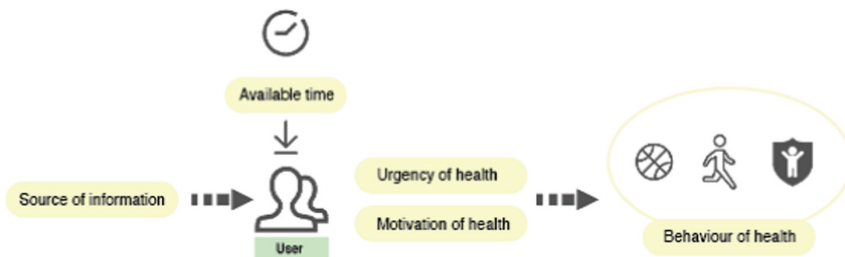 Available time
Source of information
Urgency of health
Motivation of health
User
Behaviour of health